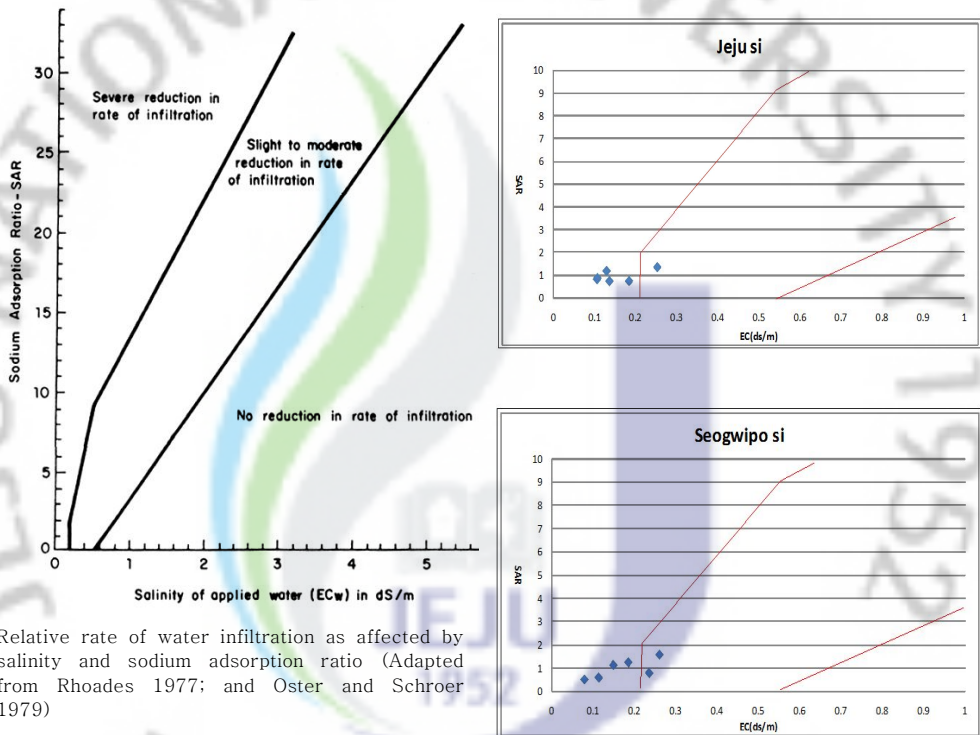 Severe reduction in
rate of infiltration
Slight to moderate
reduction in rate
of infiltration
No reduction in rate of infiltration
Sodium Adsorption Ratio - SAR
30
25
20
15
10
5
0
0 1 2 3 4 5
Salinity of applied water (ECw) in dS/m
Relative rate of water infiltration as affected by
salinity and sodium adsorption ratio (Adapted
from Rhoades 1977; and Oster and Schroer
1979)
Jeju si
SAR
10
9
8
7
6
5
4
3
2
1
0
0 0.1 0.2 0.3 0.4 0.5 0.6 0.7 0.8 0.9 1
EC(ds/m)
Seogwipo si
SAR
10
9
8
7
6
5
4
3
2
1
0
0 0.1 0.2 0.3 0.4 0.5 0.6 0.7 0.8 0.9 1
EC(ds/m)
JEJU
1952
1952